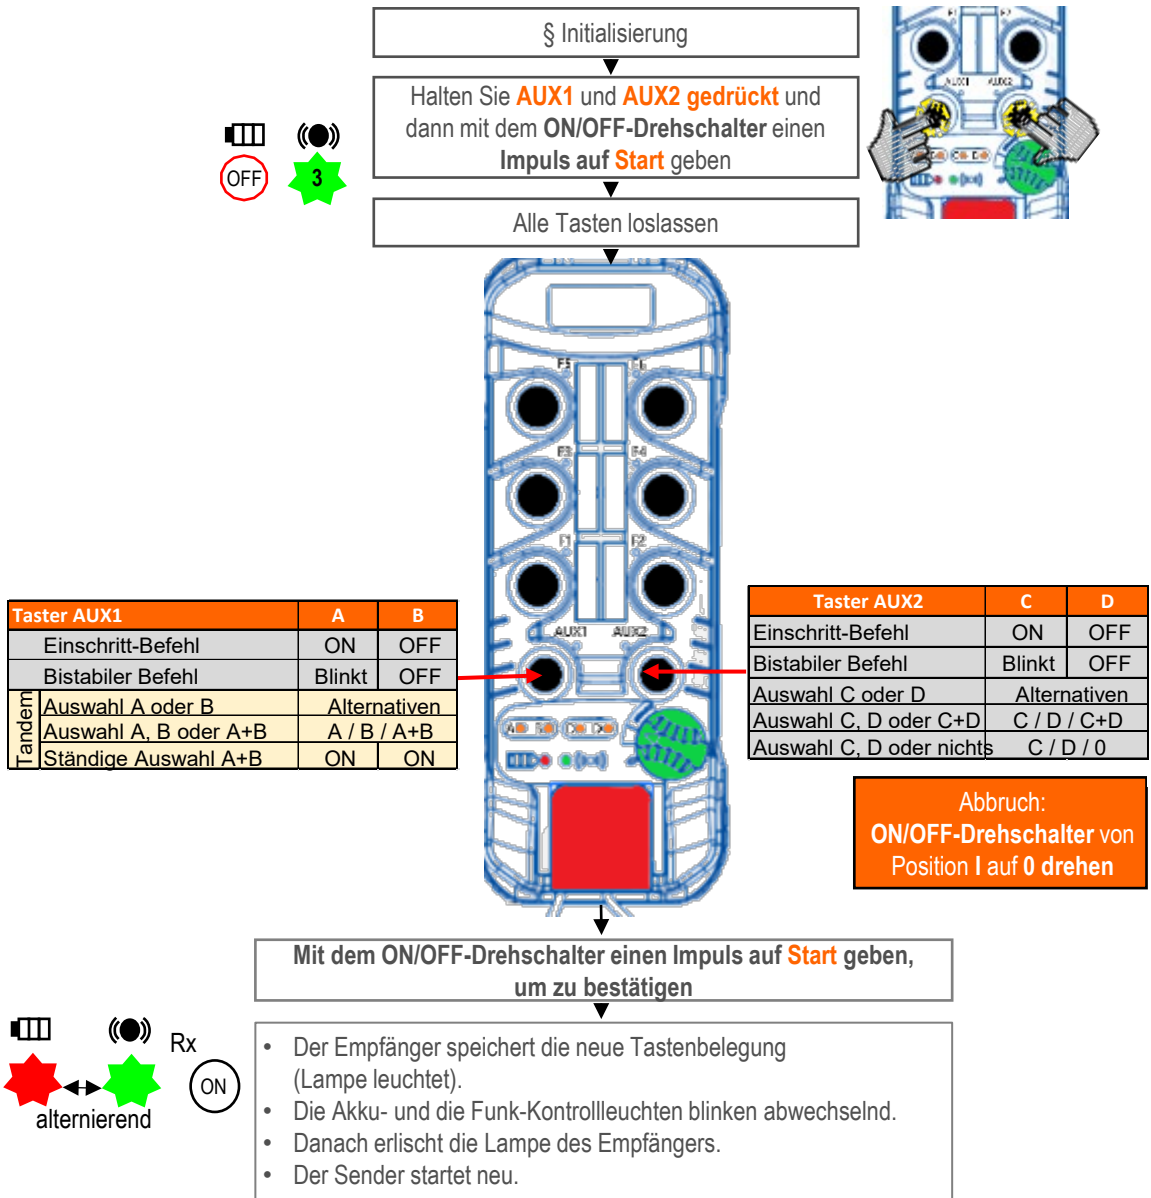 § Initialisierung
Halten Sie AUX1 und AUX2 gedrückt und
dann mit dem ON/OFF-Drehschalter einen
Impuls auf Start geben
OFF
3
AUX1 AUX2
Alle Tasten loslassen
F5 F6
F3 F4
F1 F2
AUX1 AUX2
Taster AUX1 A B
Einschritt-Befehl ON OFF
Bistabiler Befehl Blinkt OFF
Tandem
Auswahl A oder B Alternativen
Auswahl A, B oder A+B A / B / A+B
Ständige Auswahl A+B ON ON
Taster AUX2 C D
Einschritt-Befehl ON OFF
Bistabiler Befehl Blinkt OFF
Auswahl C oder D Alternativen
Auswahl C, D oder C+D C / D / C+D
Auswahl C, D oder nichts C / D / 0
A B C D
Abbruch:
ON/OFF-Drehschalter von
Position I auf 0 drehen
Mit dem ON/OFF-Drehschalter einen Impuls auf Start geben,
um zu bestätigen
Rx
ON
alternierend
• Der Empfänger speichert die neue Tastenbelegung
(Lampe leuchtet).
• Die Akku- und die Funk-Kontrollleuchten blinken abwechselnd.
• Danach erlischt die Lampe des Empfängers.
• Der Sender startet neu.